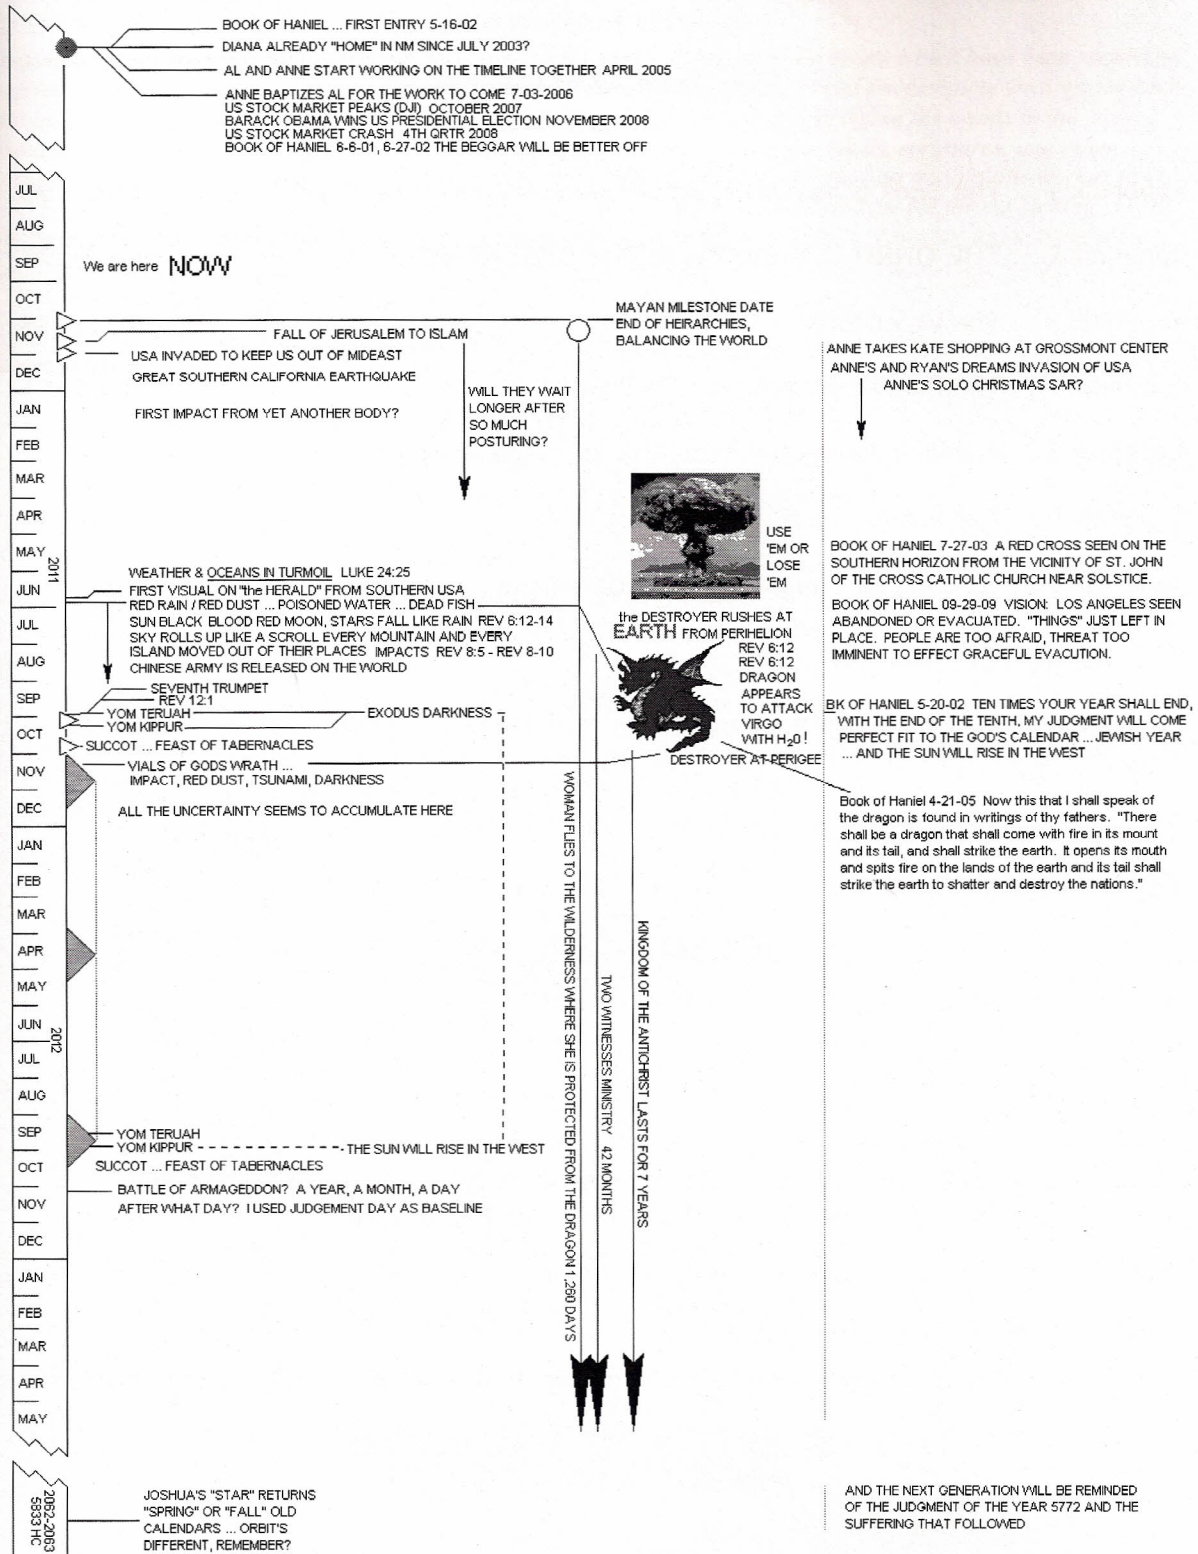 BOOK OF HANIEL ... FIRST ENTRY 5-16-02
DIANA ALREADY "HOME" IN NM SINCE JULY 2003?
AL AND ANNE START WORKING ON THE TIMELINE TOGETHER APRIL 2005
ANNE BAPTIZES AL FOR THE WORK TO COME 7-03-2006
US STOCK MARKET PEAKS (DJI) OCTOBER 2007
BARACK OBAMA WINS US PRESIDENTIAL ELECTION NOVEMBER 2008
US STOCK MARKET CRASH 4TH QRTR 2008
BOOK OF HANIEL 6-6-01, 6-27-02 THE BEGGAR WILL BE BETTER OFF
JUL
AUG
SEP
We are here NOW
OCT
NOV
DEC
MAYAN MILESTONE DATE
END OF HEIRARCHIES,
BALANCING THE WORLD
FALL OF JERUSALEM TO ISLAM
USA INVADED TO KEEP US OUT OF MIDEAST
GREAT SOUTHERN CALIFORNIA EARTHQUAKE
ANNE TAKES KATE SHOPPING AT GROSSMONT CENTER
ANNE'S AND RYAN'S DREAMS INVASION OF USA
ANNE'S SOLO CHRISTMAS SAR?
JAN
FEB
MAR
APR
MAY
2011
JUN
JUL
AUG
SEP
OCT
NOV
DEC
FIRST IMPACT FROM YET ANOTHER BODY?
WILL THEY WAIT
LONGER AFTER
SO MUCH
POSTURING?
USE
'EM OR
LOSE
'EM
BOOK OF HANIEL 7-27-03 A RED CROSS SEEN ON THE
SOUTHERN HORIZON FROM THE VICINITY OF ST. JOHN
OF THE CROSS CATHOLIC CHURCH NEAR SOLSTICE.
BOOK OF HANIEL 09-29-09 VISION: LOS ANGELES SEEN
ABANDONED OR EVACUATED. "THINGS" JUST LEFT IN
PLACE. PEOPLE ARE TOO AFRAID, THREAT TOO
IMMINENT TO EFFECT GRACEFUL EVACUTION.
WEATHER & OCEANS IN TURMOIL LUKE 24:25
FIRST VISUAL ON "the HERALD" FROM SOUTHERN USA
RED RAIN / RED DUST ... POISONED WATER ... DEAD FISH
SUN BLACK BLOOD RED MOON, STARS FALL LIKE RAIN REV 6:12-14
SKY ROLLS UP LIKE A SCROLL EVERY MOUNTAIN AND EVERY
ISLAND MOVED OUT OF THEIR PLACES IMPACTS REV 8:5 - REV 8-10
CHINESE ARMY IS RELEASED ON THE WORLD
the DESTROYER RUSHES AT
EARTH FROM PERIHELION
REV 6:12
REV 6:12
DRAGON
APPEARS
TO ATTACK
VIRGO
WITH H2O!
DESTROYER AT PERIGEE
SEVENTH TRUMPET
REV 12:1
YOM TERUAH
YOM KIPPUR
EXODUS DARKNESS
SUCCOT ... FEAST OF TABERNACLES
VIALS OF GODS WRATH ...
IMPACT, RED DUST, TSUNAMI, DARKNESS
ALL THE UNCERTAINTY SEEMS TO ACCUMULATE HERE
BK OF HANIEL 5-20-02 TEN TIMES YOUR YEAR SHALL END,
WITH THE END OF THE TENTH, MY JUDGMENT WILL COME
PERFECT FIT TO THE GOD'S CALENDAR ... JEWISH YEAR
... AND THE SUN WILL RISE IN THE WEST
Book of Haniel 4-21-05 Now this that I shall speak of
the dragon is found in writings of thy fathers. "There
shall be a dragon that shall come with fire in its mount
and its tail, and shall strike the earth. It opens its mouth
and spits fire on the lands of the earth and its tail shall
strike the earth to shatter and destroy the nations."
WOMAN FLIES TO THE WILDERNESS WHERE SHE IS PROTECTED FROM THE DRAGON 1,260 DAYS
TWO WITNESSES MINISTRY 42 MONTHS
KINGDOM OF THE ANTICHRIST LASTS FOR 7 YEARS
JAN
FEB
MAR
APR
MAY
JUN
2012
JUL
AUG
SEP
OCT
NOV
DEC
YOM TERUAH
YOM KIPPUR
THE SUN WILL RISE IN THE WEST
SUCCOT ... FEAST OF TABERNACLES
BATTLE OF ARMAGEDDON? A YEAR, A MONTH, A DAY
AFTER WHAT DAY? I USED JUDGEMENT DAY AS BASELINE
JAN
FEB
MAR
APR
MAY
2062-2063
5833 HC
JOSHUA'S "STAR" RETURNS
"SPRING" OR "FALL" OLD
CALENDARS ... ORBIT'S
DIFFERENT, REMEMBER?
AND THE NEXT GENERATION WILL BE REMINDED
OF THE JUDGMENT OF THE YEAR 5772 AND THE
SUFFERING THAT FOLLOWED